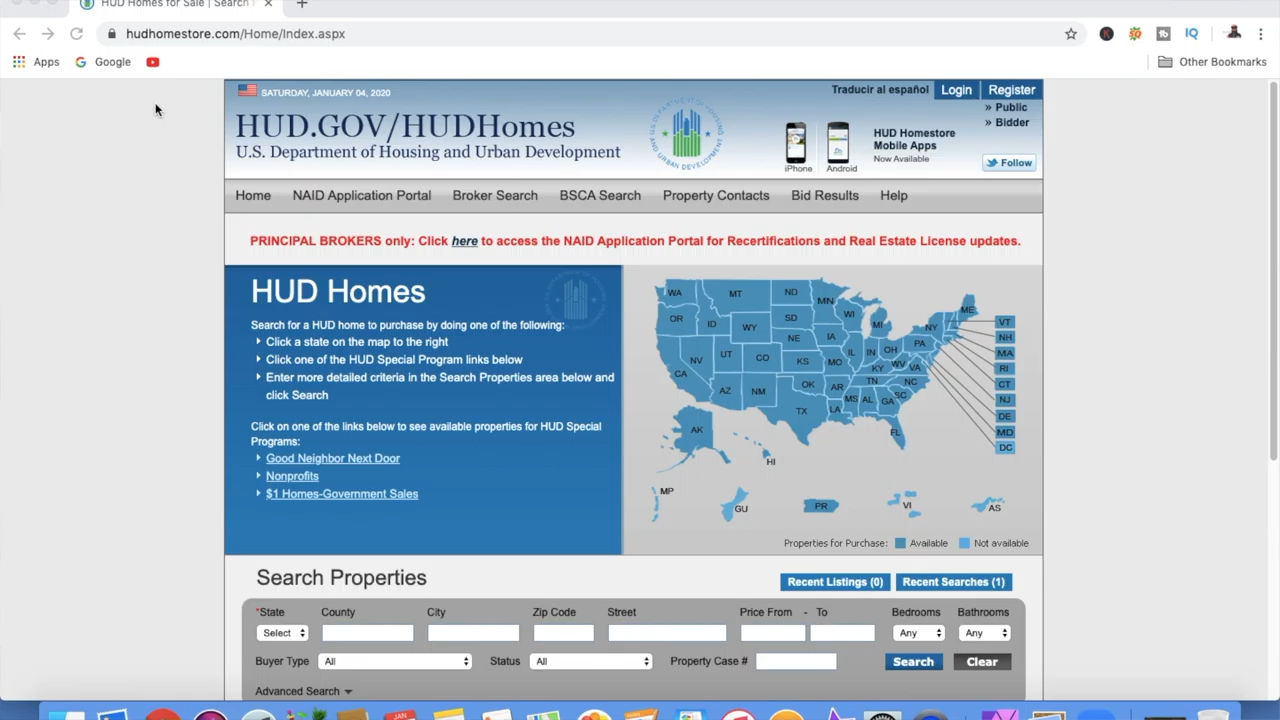 HUD Homes for Sale | Search
hudhomestore.com/Home/Index.aspx
Apps
Google
Other Bookmarks
SATURDAY, JANUARY 04, 2020
Traducir al español
Login
Register
» Public
» Bidder
HUD.GOV/HUDHomes
U.S. Department of Housing and Urban Development
U.S. DEPARTMENT OF HOUSING AND URBAN DEVELOPMENT
iPhone
Android
HUD Homestore
Mobile Apps
Now Available
Follow
Home
NAID Application Portal
Broker Search
BSCA Search
Property Contacts
Bid Results
Help
PRINCIPAL BROKERS only: Click here to access the NAID Application Portal for Recertifications and Real Estate License updates.
HUD Homes
Search for a HUD home to purchase by doing one of the following:
Click a state on the map to the right
Click one of the HUD Special Program links below
Enter more detailed criteria in the Search Properties area below and
click Search
Click on one of the links below to see available properties for HUD Special
Programs:
Good Neighbor Next Door
Nonprofits
$1 Homes-Government Sales
WA
MT
ND
MN
ME
OR
ID
WY
SD
WI
MI
NY
VT
NH
NE
IA
PA
MA
NV
UT
CO
KS
MO
IL
IN
OH
WV
VA
RI
CA
KY
CT
AZ
NM
OK
AR
TN
NC
NJ
TX
LA
MS
AL
GA
SC
DE
AK
FL
MD
HI
DC
MP
GU
PR
VI
AS
Properties for Purchase:
Available
Not available
Search Properties
Recent Listings (0)
Recent Searches (1)
*State
County
City
Zip Code
Street
Price From - To
Bedrooms
Bathrooms
Select
Any
Any
Buyer Type
All
Status
All
Property Case #
Search
Clear
Advanced Search
JAN